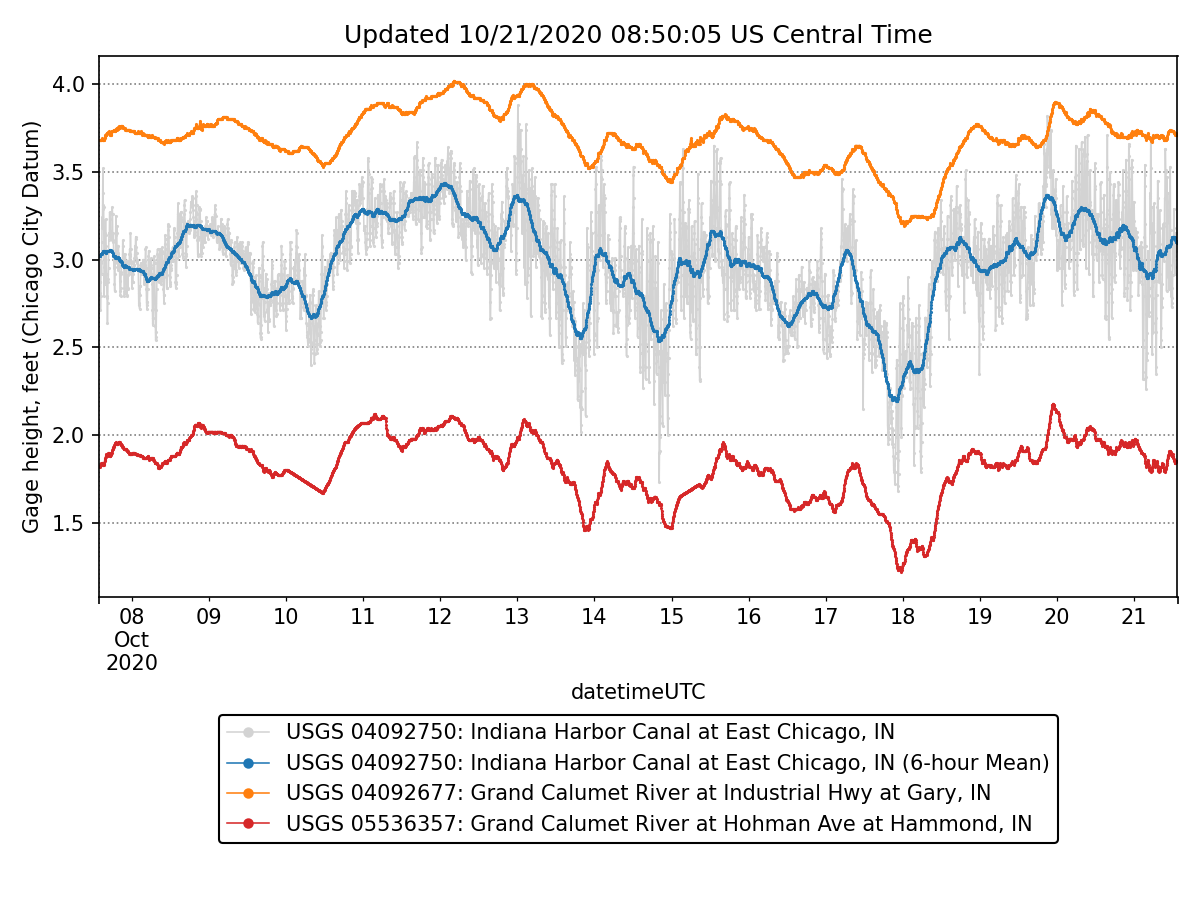 Updated 10/21/2020 08:50:05 US Central Time
Gage height, feet (Chicago City Datum)
4.0
3.5
3.0
2.5
2.0
1.5
08 09 10 11 12 13 14 15 16 17 18 19 20 21
Oct
2020
datetimeUTC
USGS 04092750: Indiana Harbor Canal at East Chicago, IN
USGS 04092750: Indiana Harbor Canal at East Chicago, IN (6-hour Mean)
USGS 04092677: Grand Calumet River at Industrial Hwy at Gary, IN
USGS 05536357: Grand Calumet River at Hohman Ave at Hammond, IN